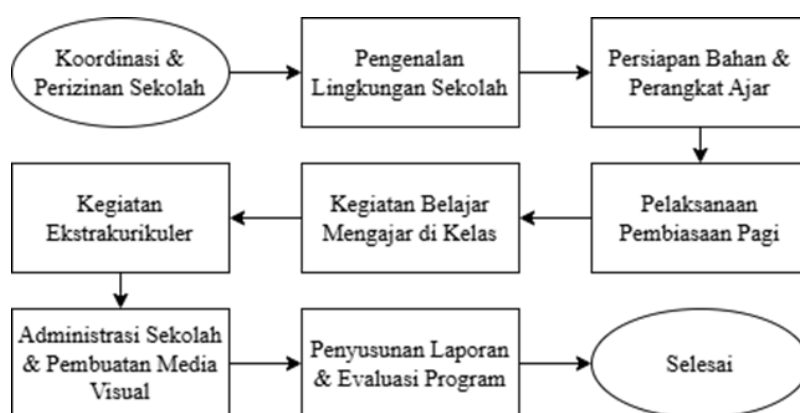 Koordinasi &
Perizinan Sekolah
Pengenalan
Lingkungan Sekolah
Persiapan Bahan &
Perangkat Ajar
Pelaksanaan
Pembiasaan Pagi
Kegiatan Belajar
Mengajar di Kelas
Kegiatan
Ekstrakurikuler
Administrasi Sekolah
& Pembuatan Media
Visual
Penyusunan Laporan
& Evaluasi Program
Selesai